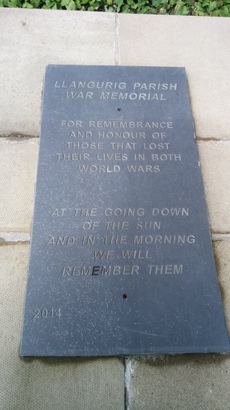 LLANGURIG PARISH
WAR MEMORIAL
FOR REMEMBRANCE
AND HONOUR OF
THOSE THAT LOST
THEIR LIVES IN BOTH
WORLD WARS
AT THE GOING DOWN
OF THE SUN
AND IN THE MORNING
WE WILL
REMEMBER THEM
2014